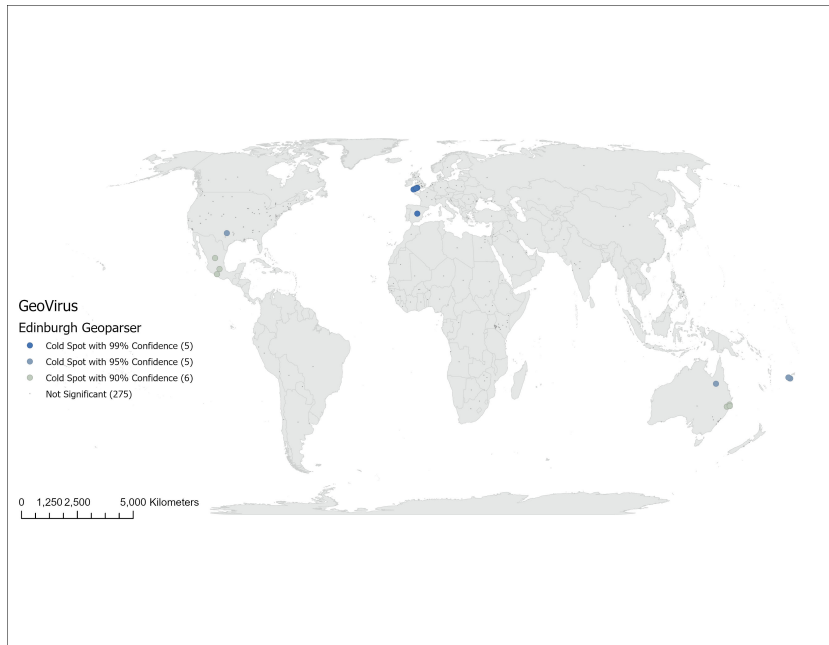 GeoVirus
Edinburgh Geoparser
Cold Spot with 99% Confidence (5)
Cold Spot with 95% Confidence (5)
Cold Spot with 90% Confidence (6)
Not Significant (275)
0 1,250 2,500 5,000 Kilometers